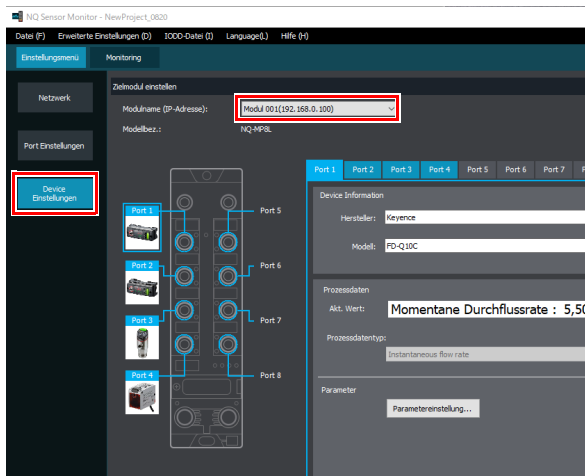 NQ Sensor Monitor - NewProject_0820
Datei (F) Erweiterte Einstellungen (D) IODD-Datei (I) Language(L) Hilfe (H)
Einstellungsmenü Monitoring
Netzwerk
Port Einstellungen
Device
Einstellungen
Zielmodul einstellen
Modulname (IP-Adresse): Modul 001(192.168.0.100)
Modellbez.: NQ-MP8L
Port 1 Port 5
Port 2 Port 6
Port 3 Port 7
Port 4 Port 8
Port 1 Port 2 Port 3 Port 4 Port 5 Port 6 Port 7 P
Device Information
Hersteller: Keyence
Modell: FD-Q10C
Prozessdaten
Akt. Wert: Momentane Durchflussrate : 5,50
Prozessdatentyp:
Instantaneous flow rate
Parameter
Parametereinstellung...